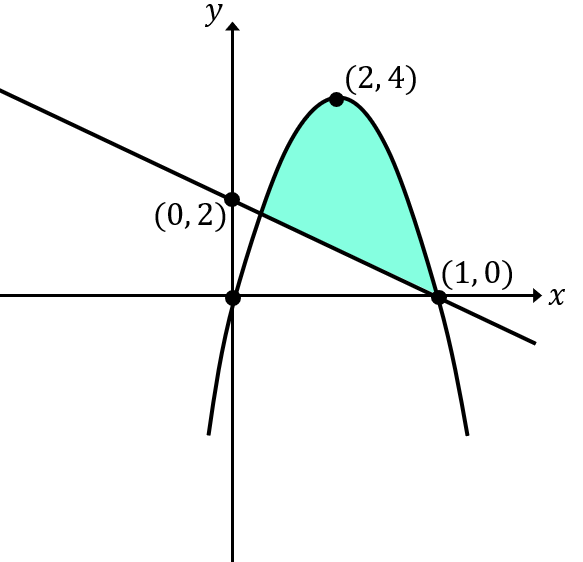 y
(2, 4)
(0, 2)
(1, 0)
x